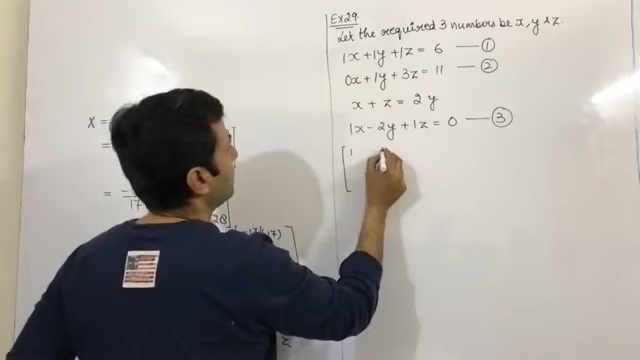 Ex 29.
Let the required 3 numbers be x, y & z.
1x + 1y + 1z = 6 — ①
0x + 1y + 3z = 11 — ②
x + z = 2y
1x - 2y + 1z = 0 — ③
[ 1
X =
=
= 17
28
z